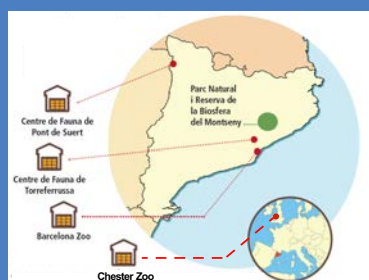 Parc Natural
i Reserva de
la Biosfera
del Montseny
Centre de Fauna de
Pont de Suert
Centre de Fauna de
Torreferrussa
Barcelona Zoo
Chester Zoo